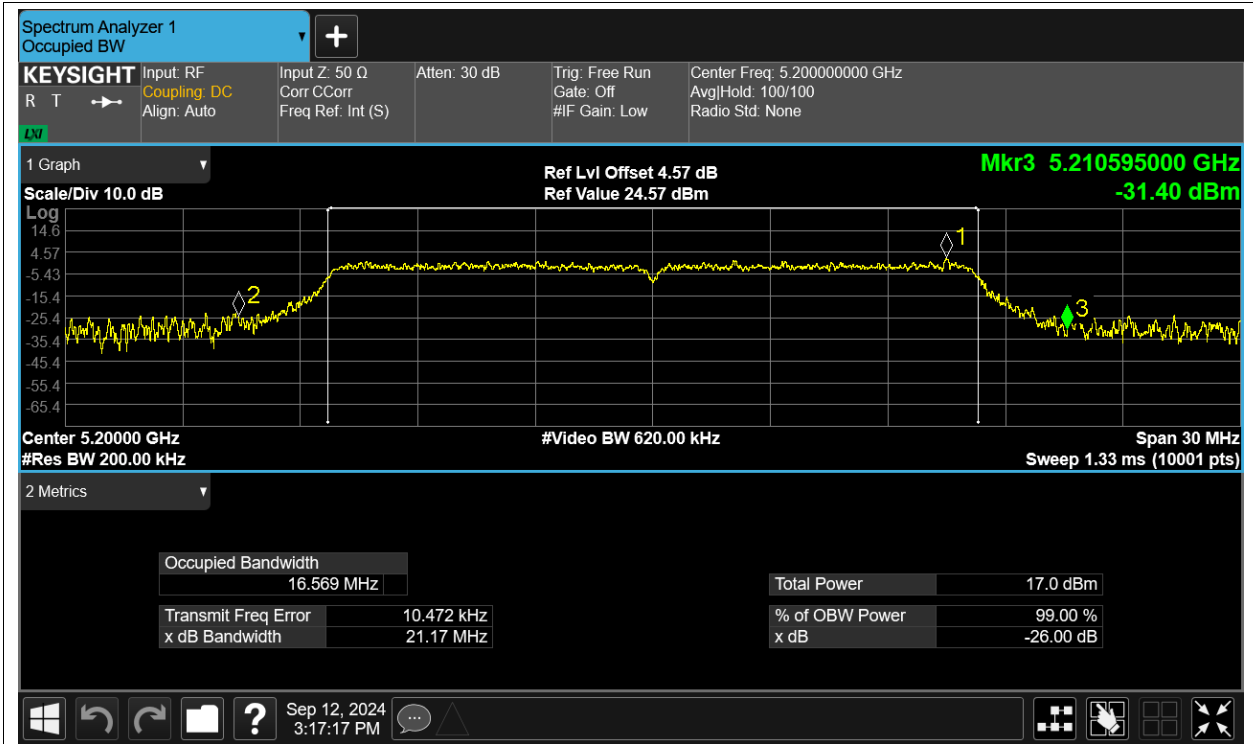 Spectrum Analyzer 1
Occupied BW
KEYSIGHT
R T
LXI
Input: RF
Coupling: DC
Align: Auto
Input Z: 50 Ω
Corr CCorr
Freq Ref: Int (S)
Atten: 30 dB
Trig: Free Run
Gate: Off
#IF Gain: Low
Center Freq: 5.200000000 GHz
Avg|Hold: 100/100
Radio Std: None
1 Graph
Scale/Div 10.0 dB
Ref Lvl Offset 4.57 dB
Ref Value 24.57 dBm
Mkr3 5.210595000 GHz
-31.40 dBm
Log
14.6
4.57
-5.43
-15.4
-25.4
-35.4
-45.4
-55.4
-65.4
1
2
3
Center 5.20000 GHz
#Res BW 200.00 kHz
#Video BW 620.00 kHz
Span 30 MHz
Sweep 1.33 ms (10001 pts)
2 Metrics
Occupied Bandwidth
16.569 MHz
Transmit Freq Error 10.472 kHz
x dB Bandwidth 21.17 MHz
Total Power 17.0 dBm
% of OBW Power 99.00 %
x dB -26.00 dB
?
Sep 12, 2024
3:17:17 PM